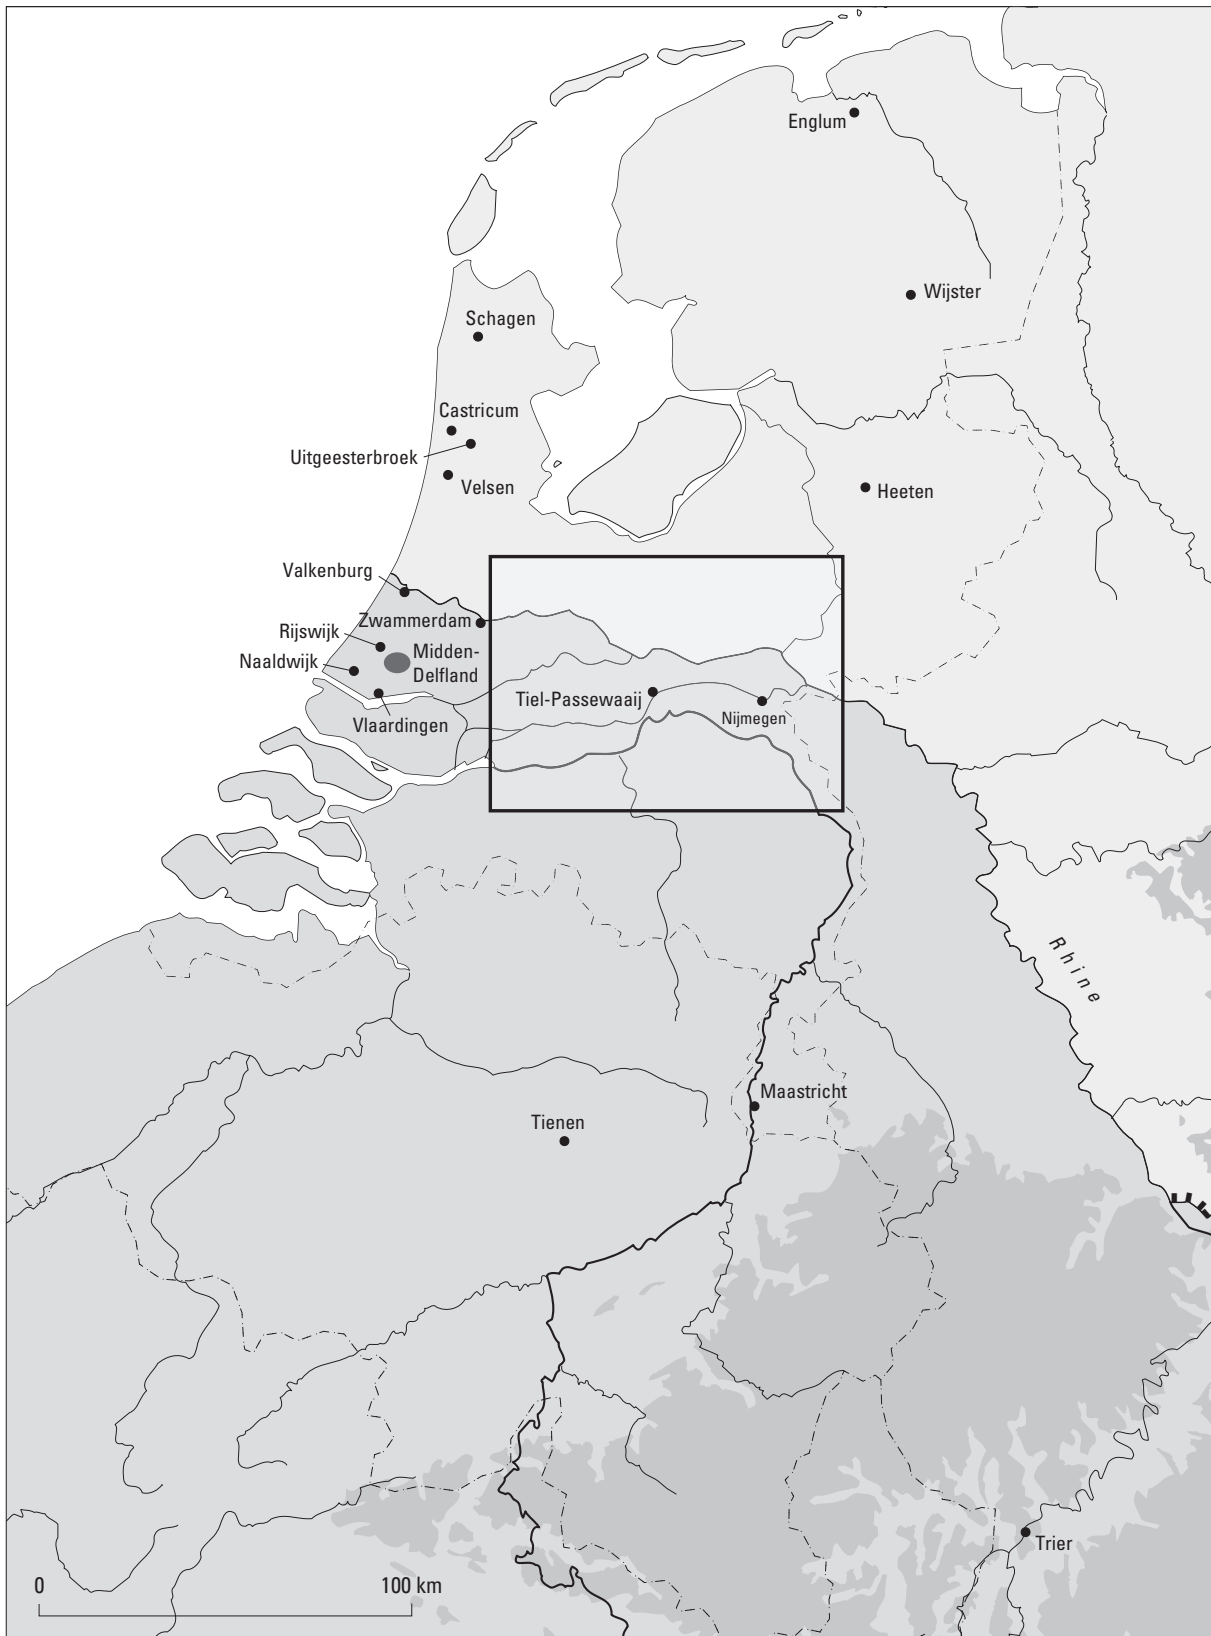 Englum
Wijster
Schagen
Castricum
Uitgeesterbroek
Velsen
Heeten
Valkenburg
Zwammerdam
Rijswijk
Midden-
Delfland
Naaldwijk
Tiel-Passewaaij
Nijmegen
Vlaardingen
Rhine
Maastricht
Tienen
Trier
0
100 km